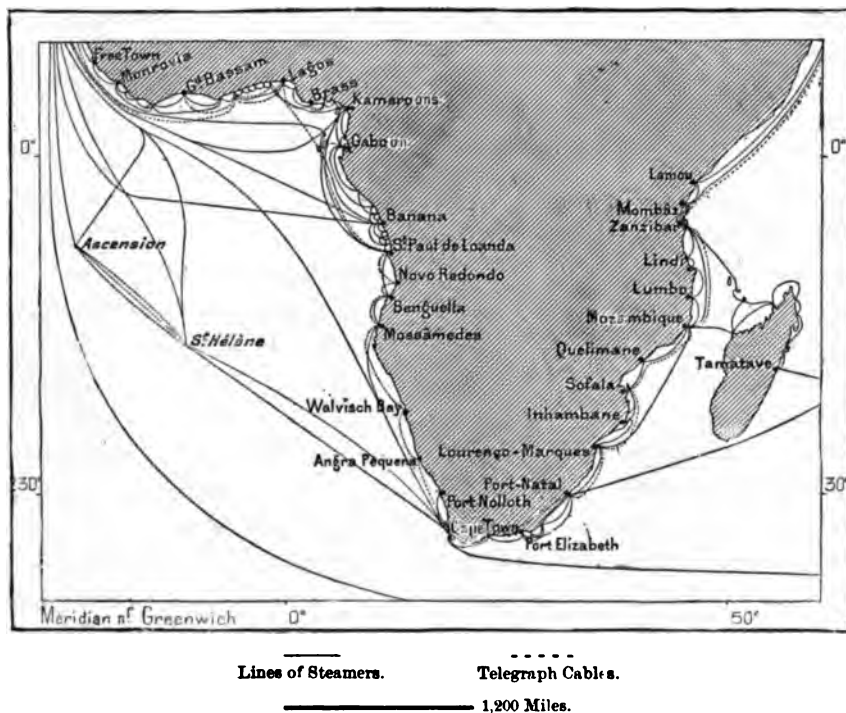 Free Town
Monrovia
Gd Bassam
Lagos
Brass
Kameroons
Gaboon
0°
0°
Lamou
Mombâz
Zanzibar
Banana
St Paul de Loanda
Ascension
Novo Redondo
Lindi
Lumbo
Benguella
Mozambique
Mossâmedes
St Hélène
Quelimane
Tamatave
Sofala
Walvisch Bay
Inhambane
Lourenço-Marques
Angra Pequena
Port-Natal
30°
30°
Port Nolloth
Cape Town
Port Elizabeth
Meridian of Greenwich 0° 50°
Lines of Steamers. Telegraph Cables.
1,200 Miles.